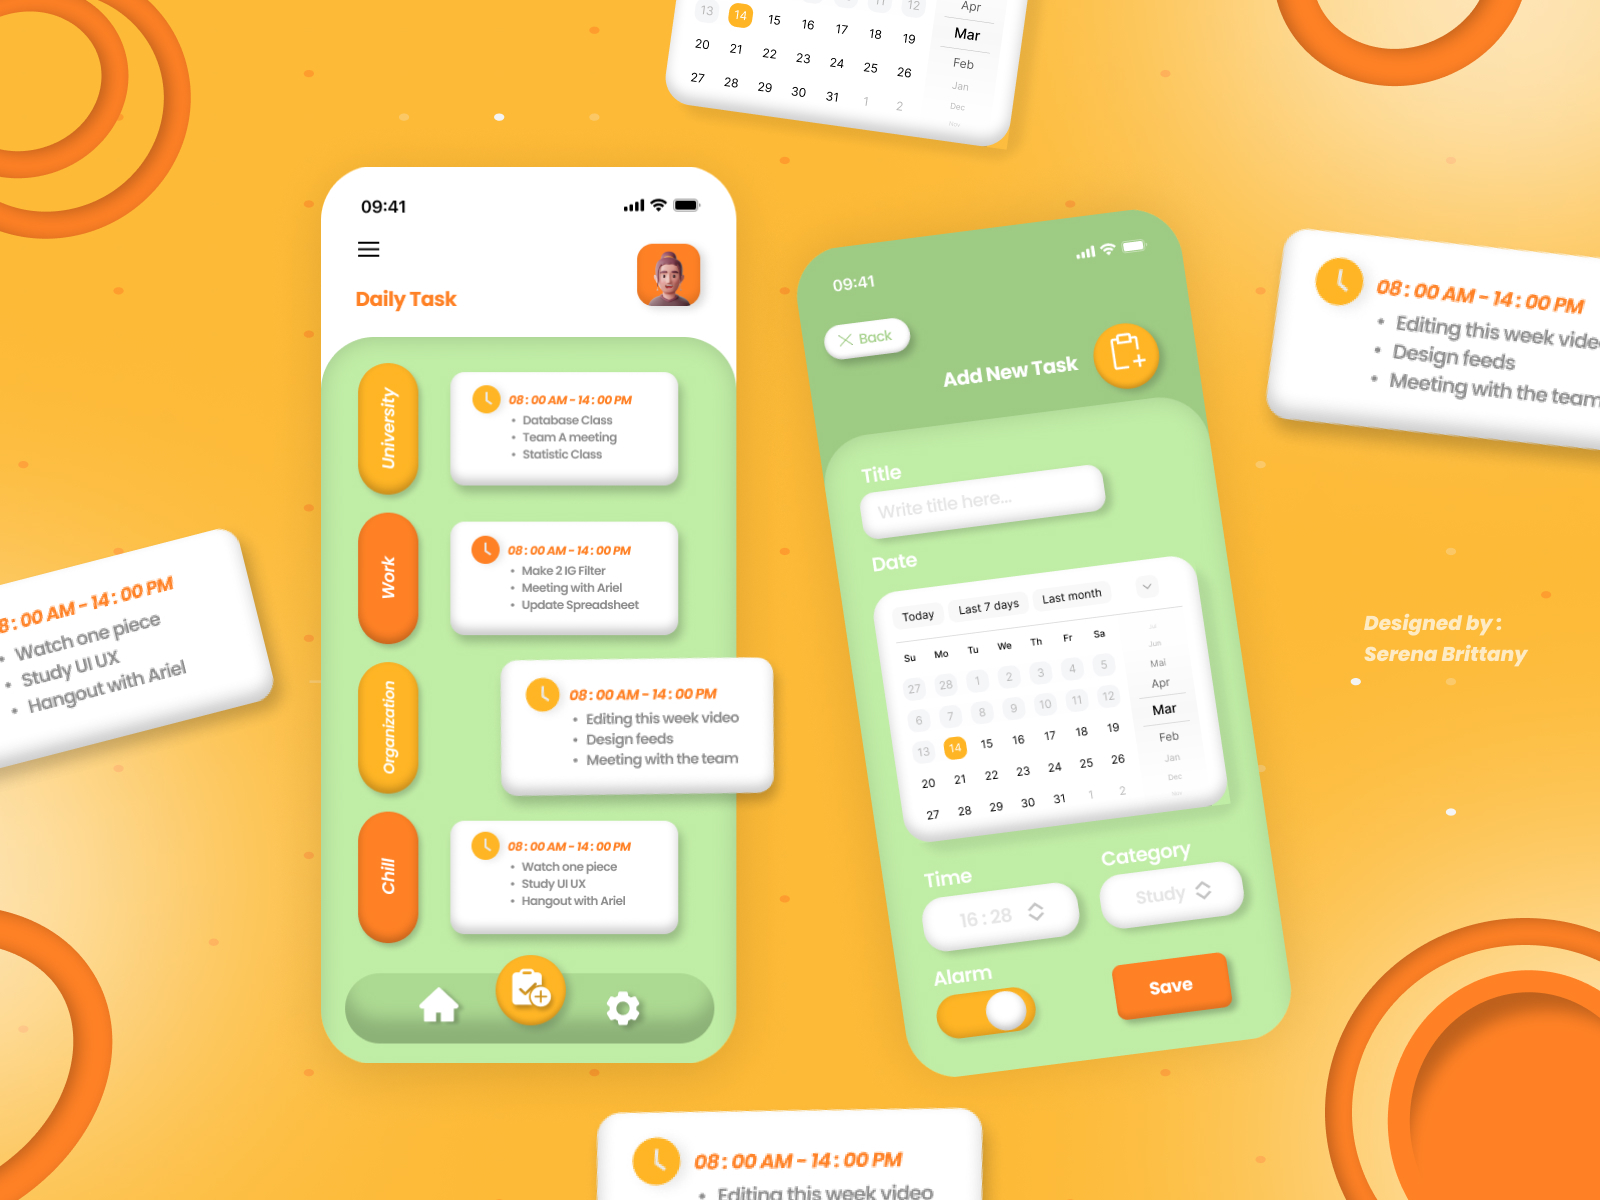 11 12
13 14 15 16 17 18 19
20 21 22 23 24 25 26
27 28 29 30 31 1 2
Apr
Mar
Feb
Jan
Dec
09:41
Daily Task
University
08 : 00 AM - 14 : 00 PM
• Database Class
• Team A meeting
• Statistic Class
Work
08 : 00 AM - 14 : 00 PM
• Make 2 IG Filter
• Meeting with Ariel
• Update Spreadsheet
Organization
08 : 00 AM - 14 : 00 PM
• Editing this week video
• Design feeds
• Meeting with the team
Chill
08 : 00 AM - 14 : 00 PM
• Watch one piece
• Study UI UX
• Hangout with Ariel
09:41
Back
Add New Task
Title
Write title here...
Date
Today Last 7 days Last month
Su Mo Tu We Th Fr Sa
27 28 1 2 3 4 5
6 7 8 9 10 11 12
13 14 15 16 17 18 19
20 21 22 23 24 25 26
27 28 29 30 31 1 2
Jun
Mai
Apr
Mar
Feb
Jan
Dec
Time
16 : 28
Category
Study
Alarm
Save
08 : 00 AM - 14 : 00 PM
• Editing this week vide
• Design feeds
• Meeting with the team
8 : 00 AM - 14 : 00 PM
• Watch one piece
• Study UI UX
• Hangout with Ariel
Designed by :
Serena Brittany
08 : 00 AM - 14 : 00 PM
• Editing this week video